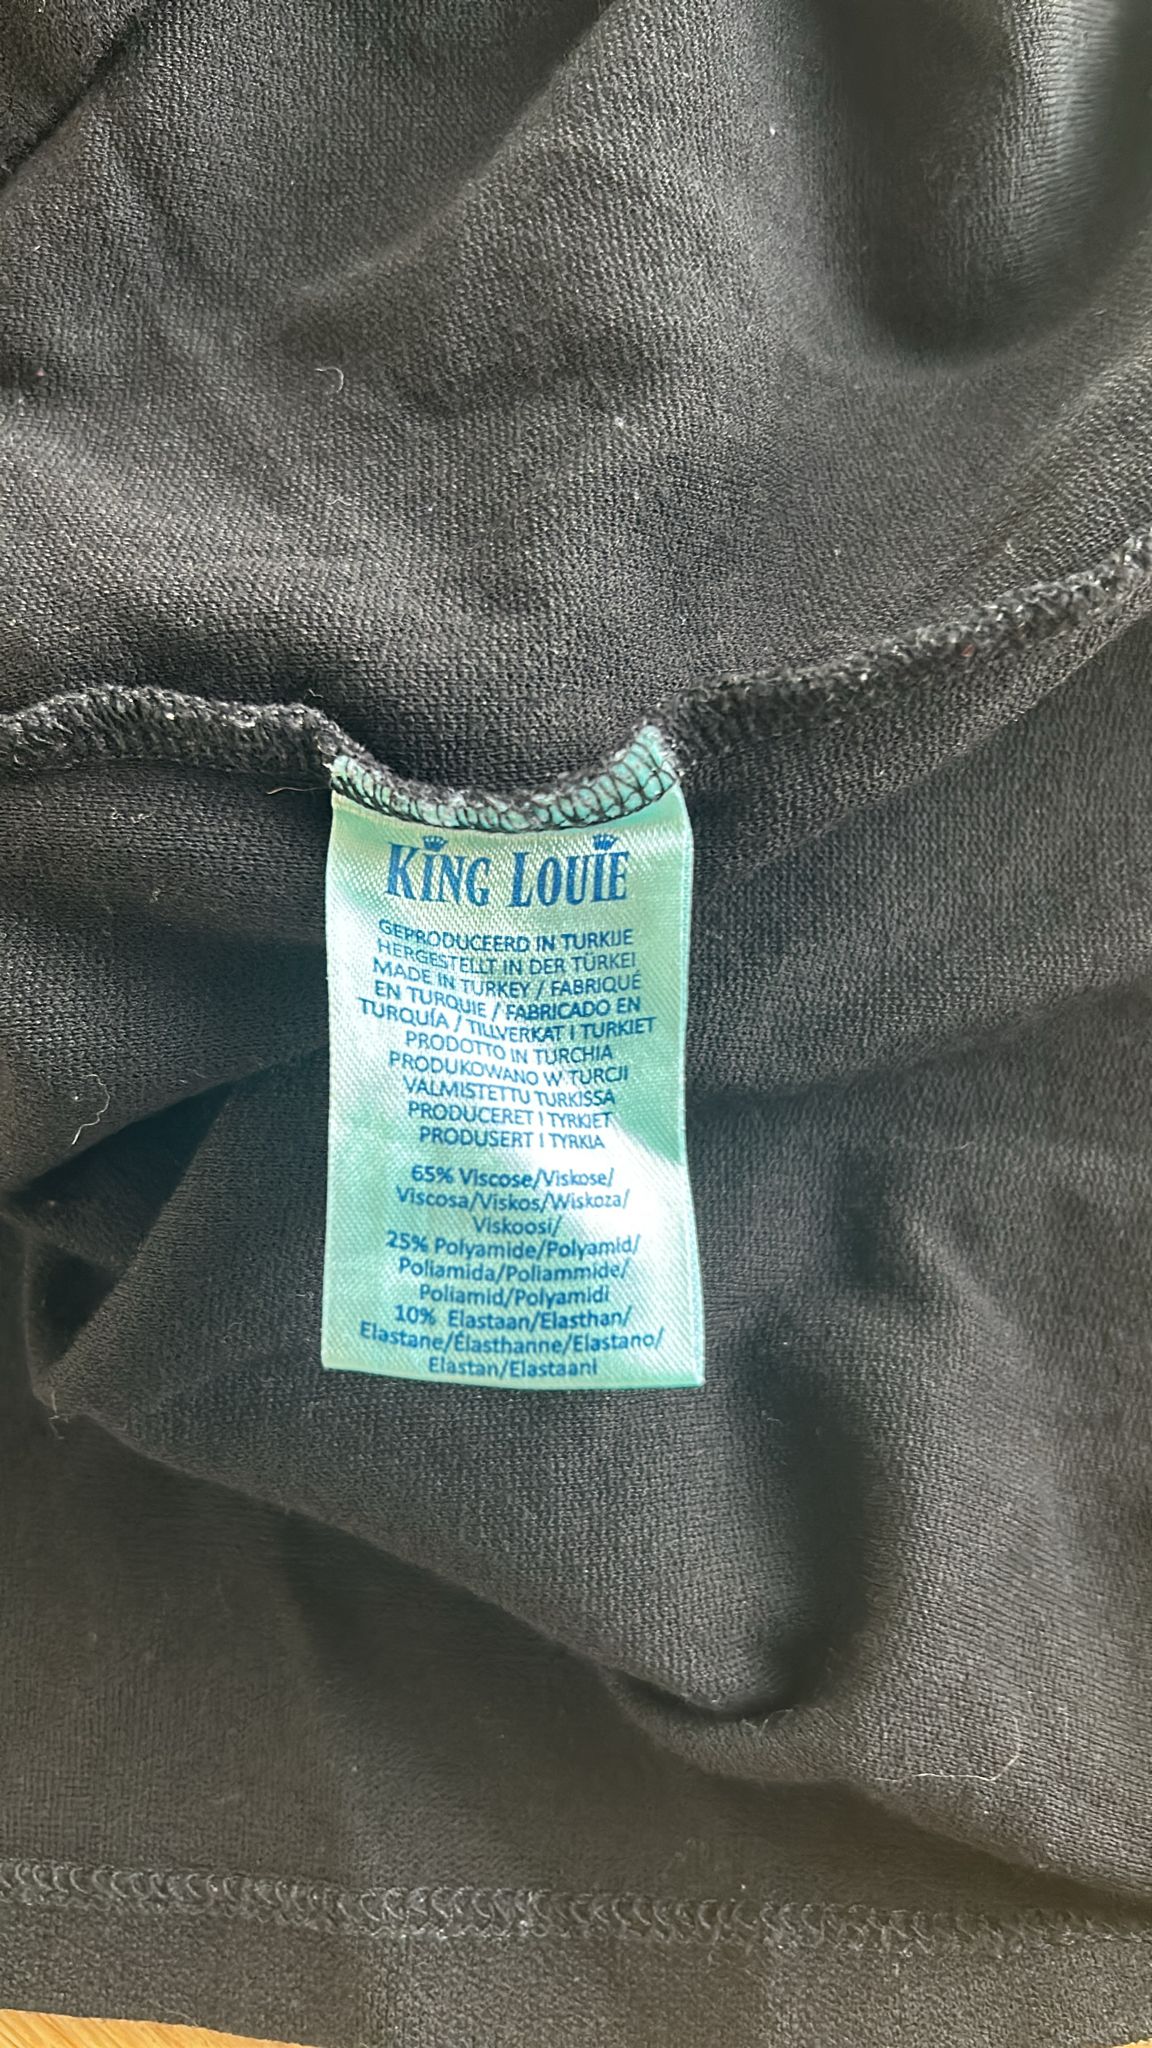 KING LOUIE
GEPRODUCEERD IN TURKIJE
HERGESTELLT IN DER TÜRKEI
MADE IN TURKEY / FABRIQUÉ
EN TURQUIE / FABRICADO EN
TURQUÍA / TILLVERKAT I TURKIET
PRODOTTO IN TURCHIA
PRODUKOWANO W TURCJI
VALMISTETTU TURKISSA
PRODUCERET I TYRKIET
PRODUSERT I TYRKIA
65% Viscose/Viskose/
Viscosa/Viskos/Wiskoza/
Viskoosi/
25% Polyamide/Polyamid/
Poliamida/Poliammide/
Poliamid/Polyamidi
10% Elastaan/Elasthan/
Elastane/Élasthanne/Elastano/
Elastan/Elastaani